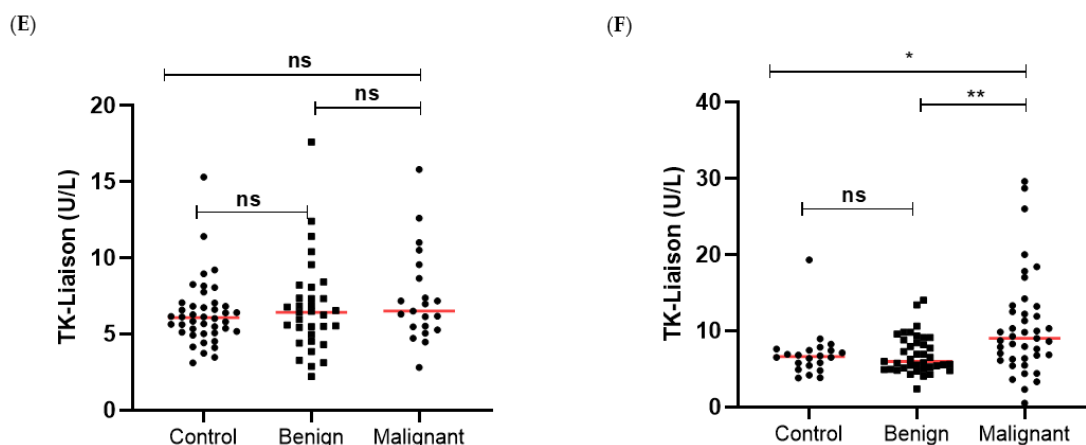 (E)
ns
ns
ns
TK-Liaison (U/L)
20
15
10
5
0
Control Benign Malignant
(F)
*
**
ns
TK-Liaison (U/L)
40
30
20
10
0
Control Benign Malignant